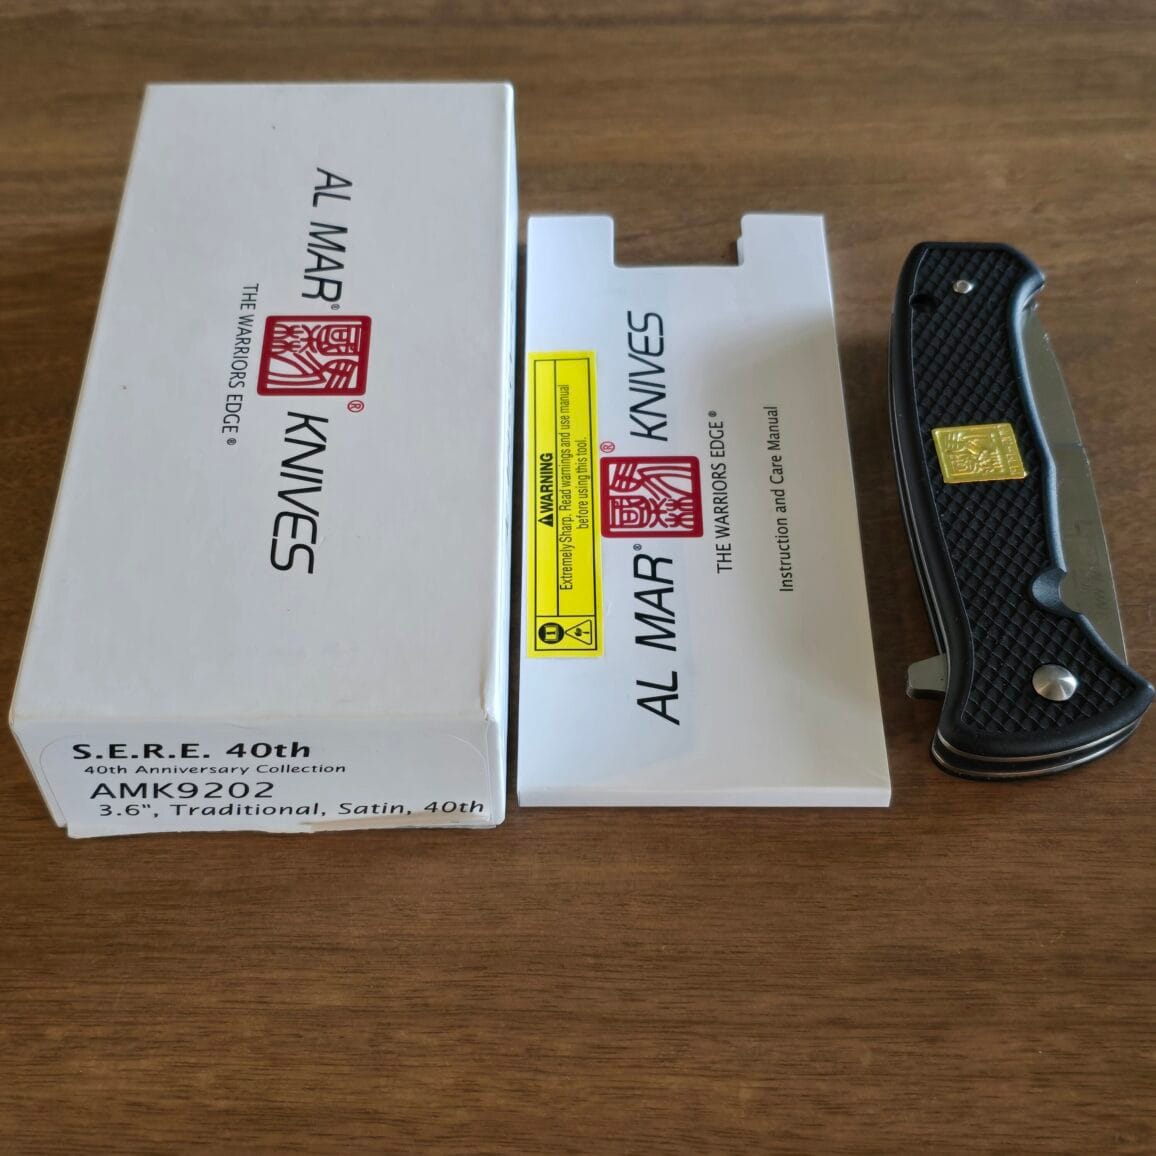 AL MAR® KNIVES
®
THE WARRIORS EDGE®
S.E.R.E. 40th
40th Anniversary Collection
AMK9202
3.6", Traditional, Satin, 40th
WARNING
Extremely Sharp. Read warnings and use manual
before using this tool.
AL MAR® KNIVES
®
THE WARRIORS EDGE®
Instruction and Care Manual